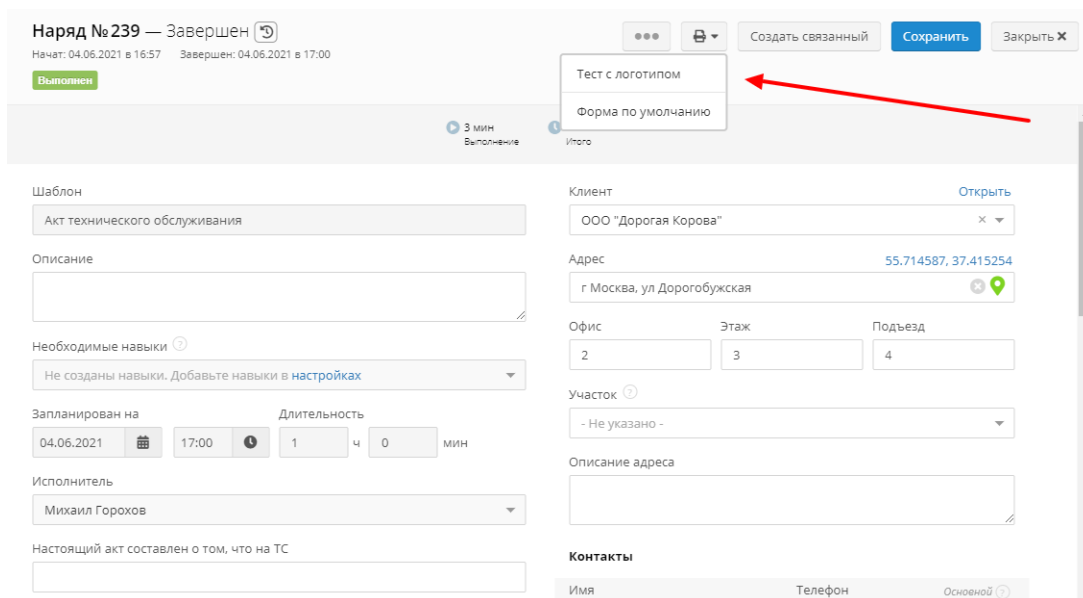 Наряд №239 — Завершен
Начат: 04.06.2021 в 16:57 Завершен: 04.06.2021 в 17:00
Выполнен
Создать связанный
Сохранить
Закрыть ✕
Тест с логотипом
Форма по умолчанию
3 мин
Выполнение
Итого
Шаблон
Акт технического обслуживания
Описание
Необходимые навыки ?
Не созданы навыки. Добавьте навыки в настройках
Запланирован на Длительность
04.06.2021 17:00 1 ч 0 мин
Исполнитель
Михаил Горохов
Настоящий акт составлен о том, что на ТС
Клиент Открыть
ООО "Дорогая Корова" ×
Адрес 55.714587, 37.415254
г Москва, ул Дорогобужская
Офис Этаж Подъезд
2 3 4
Участок ?
- Не указано -
Описание адреса
Контакты
Имя Телефон Основной ?